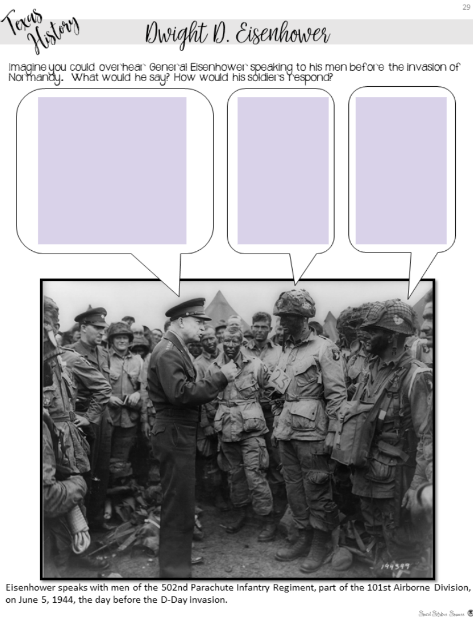 29
Texas
History
Dwight D. Eisenhower
Imagine you could overhear General Eisenhower speaking to his men before the invasion of
Normandy. What would he say? How would his soldiers respond?
Eisenhower speaks with men of the 502nd Parachute Infantry Regiment, part of the 101st Airborne Division,
on June 5, 1944, the day before the D-Day invasion.